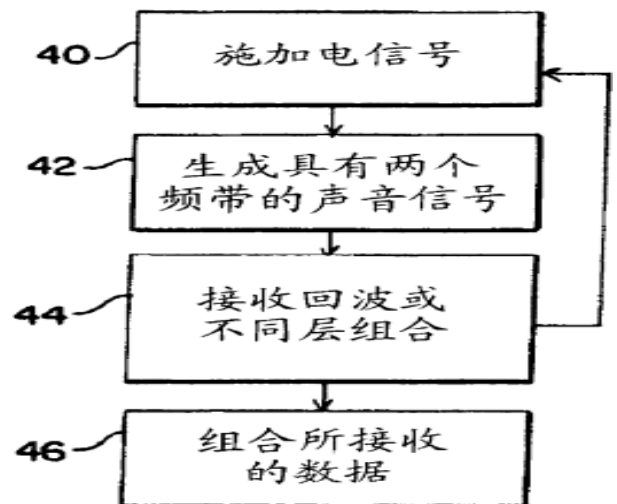 40
施加电信号
42
生成具有两个
频带的声音信号
44
接收回波或
不同层组合
46
组合所接收
的数据